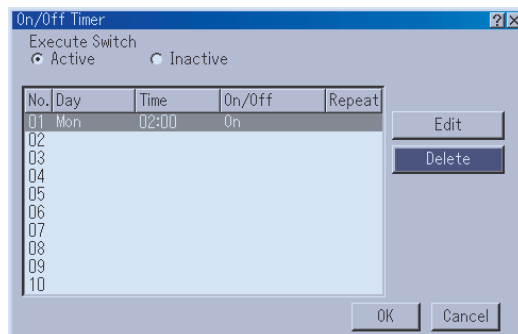 On/Off Timer ? ×
Execute Switch
Active Inactive
No. Day Time On/Off Repeat
01 Mon 02:00 On
02
03
04
05
06
07
08
09
10
Edit
Delete
OK Cancel